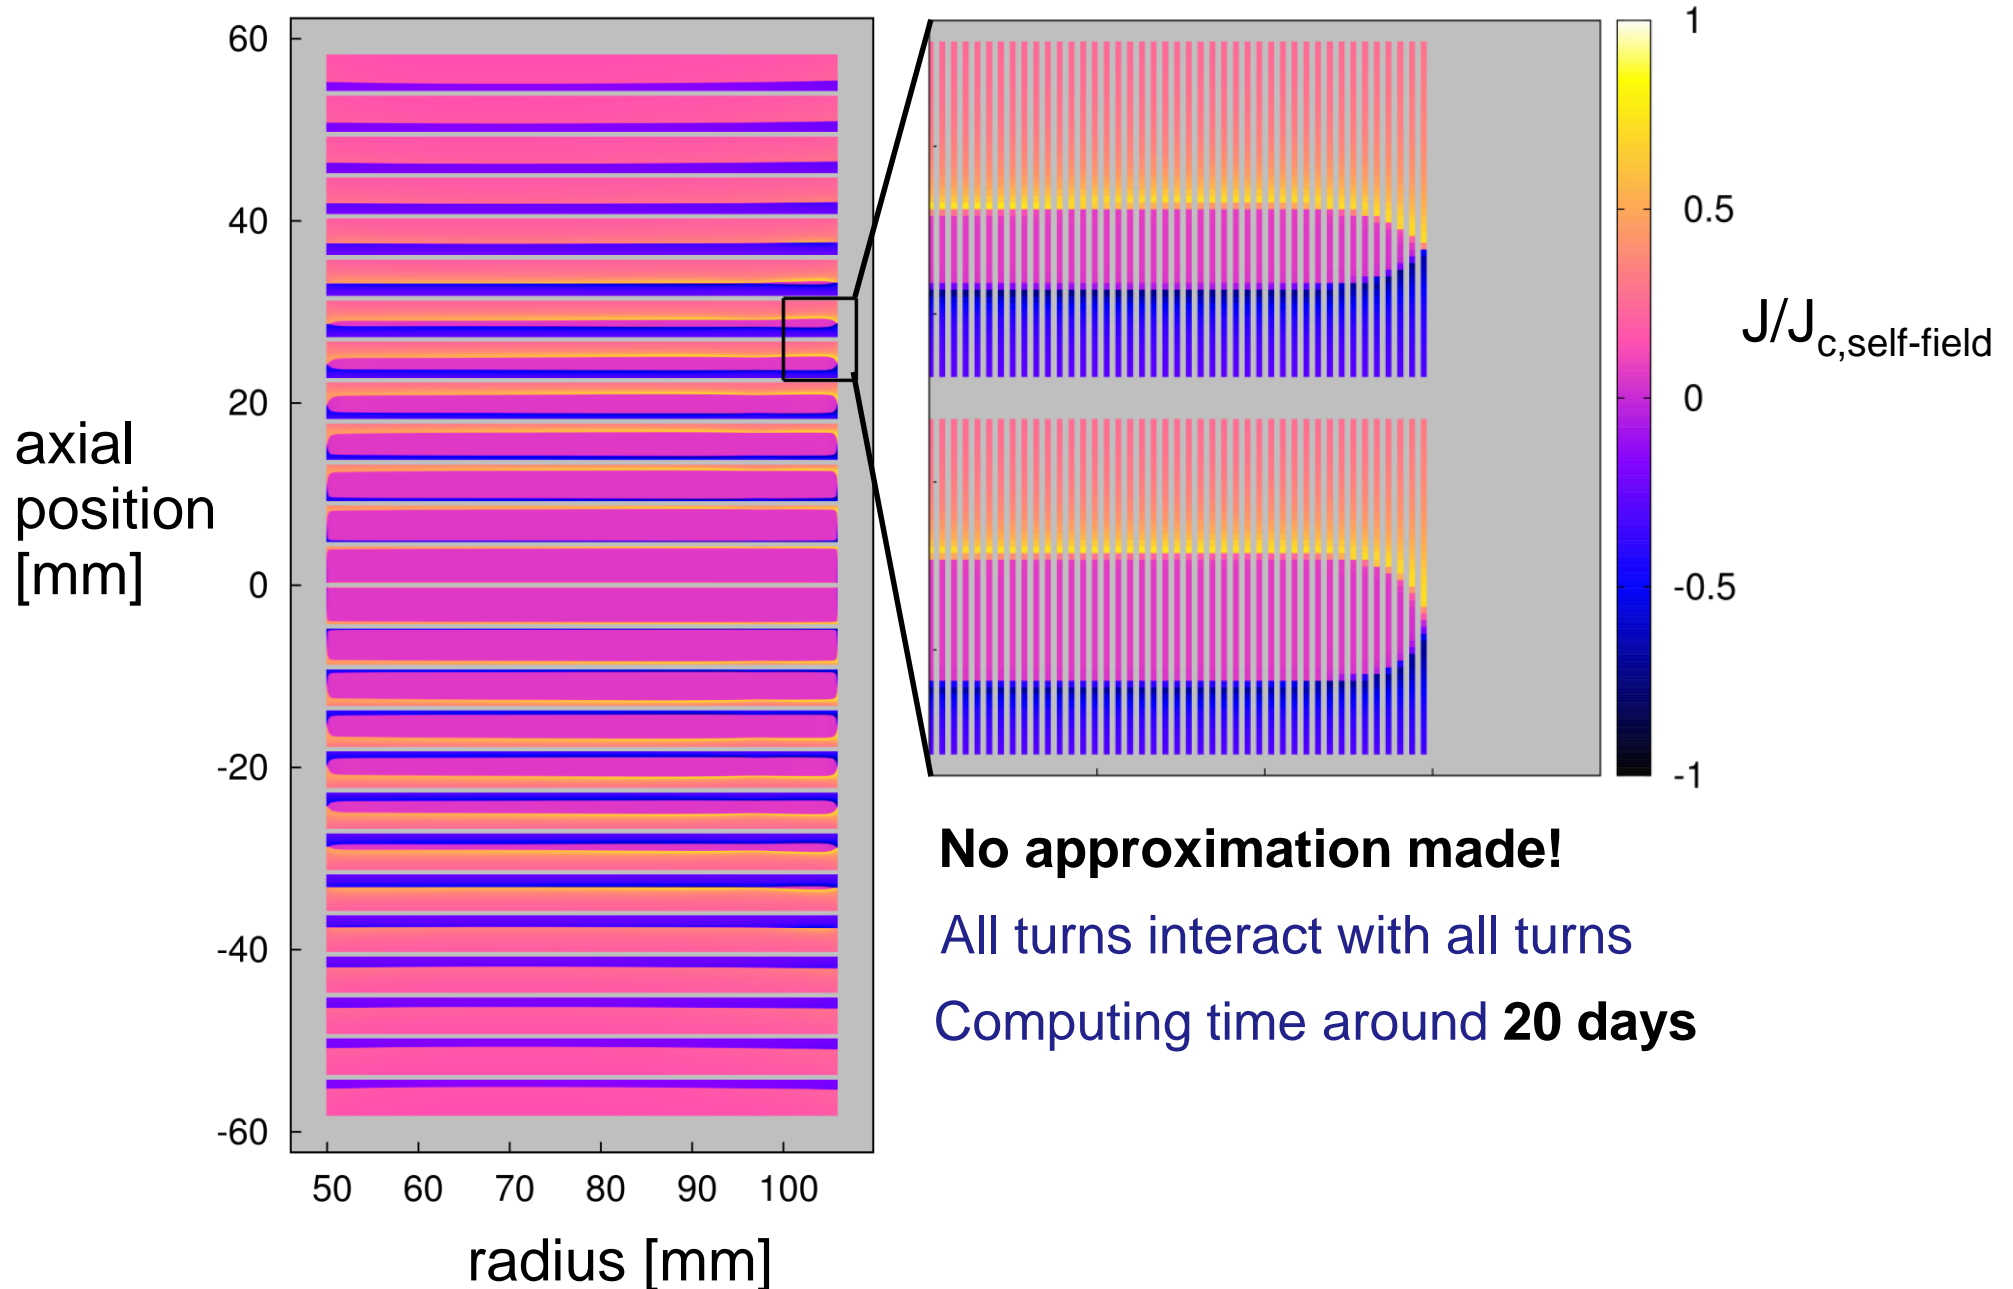 60
40
20
0
-20
-40
-60
axial
position
[mm]
50 60 70 80 90 100
radius [mm]
1
0.5
0
-0.5
-1
J/Jc,self-field
No approximation made!
All turns interact with all turns
Computing time around 20 days